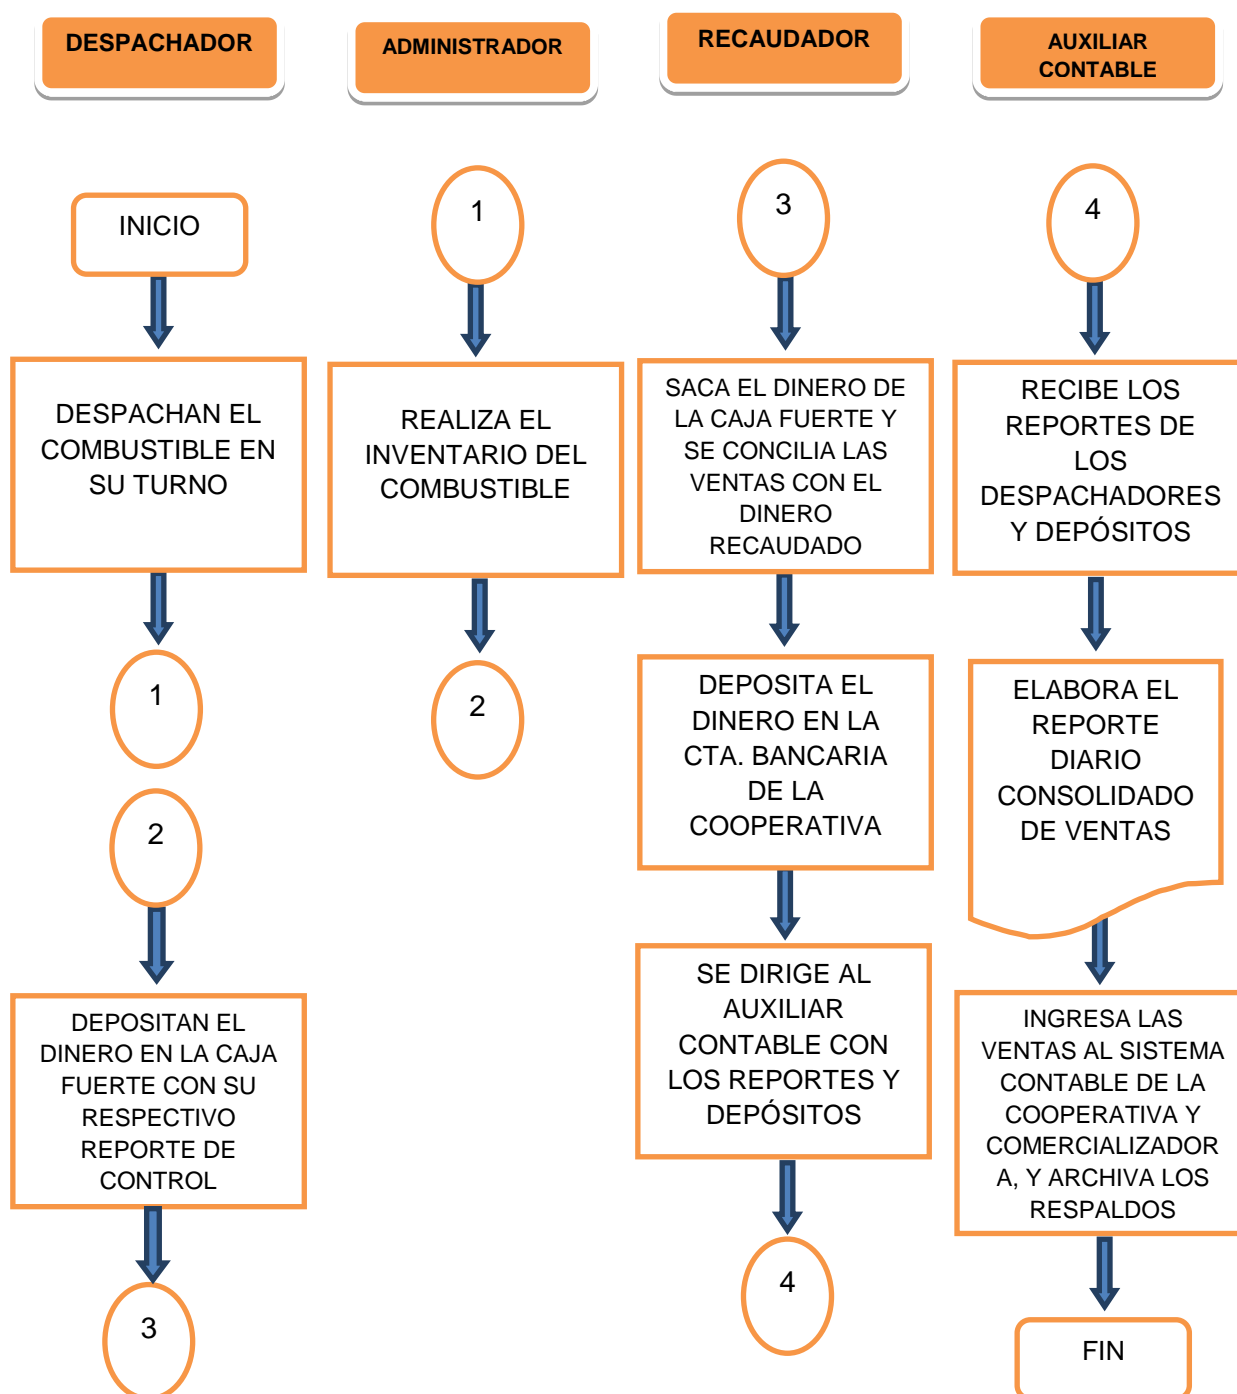 DESPACHADOR
ADMINISTRADOR
RECAUDADOR
AUXILIAR
CONTABLE
INICIO
DESPACHAN EL
COMBUSTIBLE EN
SU TURNO
1
2
DEPOSITAN EL
DINERO EN LA CAJA
FUERTE CON SU
RESPECTIVO
REPORTE DE
CONTROL
3
1
REALIZA EL
INVENTARIO DEL
COMBUSTIBLE
2
3
SACA EL DINERO DE
LA CAJA FUERTE Y
SE CONCILIA LAS
VENTAS CON EL
DINERO
RECAUDADO
DEPOSITA EL
DINERO EN LA
CTA. BANCARIA
DE LA
COOPERATIVA
SE DIRIGE AL
AUXILIAR
CONTABLE CON
LOS REPORTES Y
DEPÓSITOS
4
4
RECIBE LOS
REPORTES DE
LOS
DESPACHADORES
Y DEPÓSITOS
ELABORA EL
REPORTE
DIARIO
CONSOLIDADO
DE VENTAS
INGRESA LAS
VENTAS AL SISTEMA
CONTABLE DE LA
COOPERATIVA Y
COMERCIALIZADOR
A, Y ARCHIVA LOS
RESPALDOS
FIN